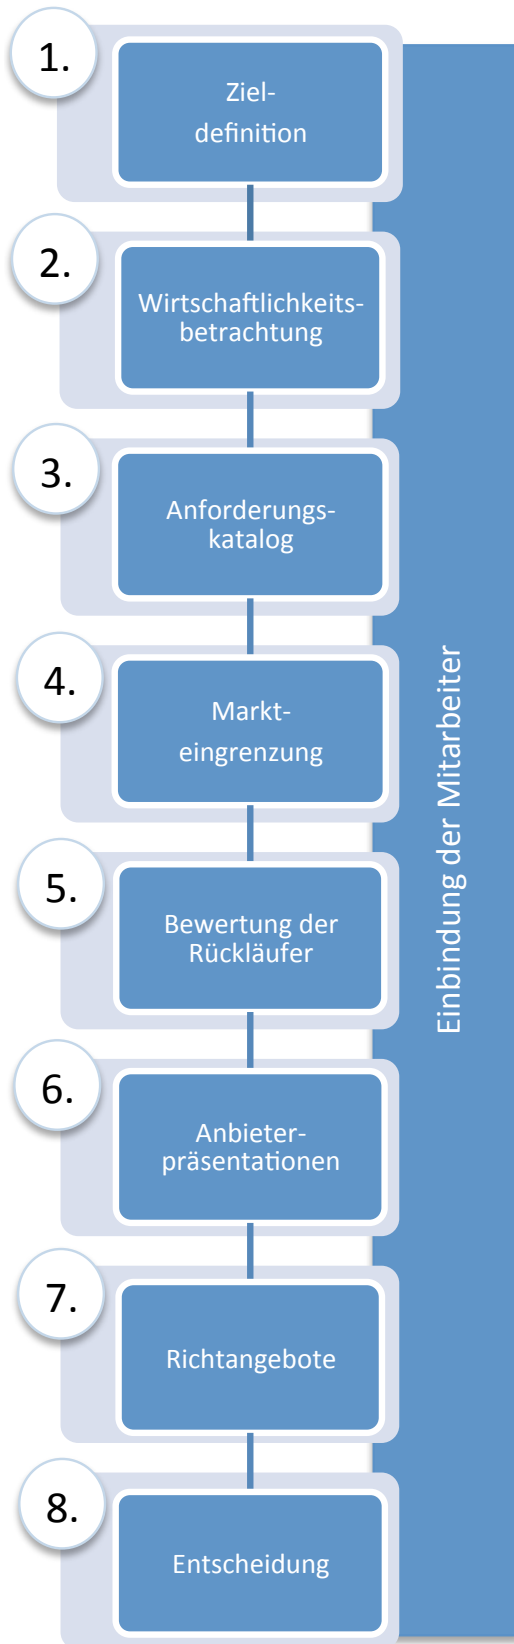 1.
Ziel-
definition
2.
Wirtschaftlichkeits-
betrachtung
3.
Anforderungs-
katalog
4.
Markt-
eingrenzung
5.
Bewertung der
Rückläufer
6.
Anbieter-
präsentationen
7.
Richtangebote
8.
Entscheidung
Einbindung der Mitarbeiter